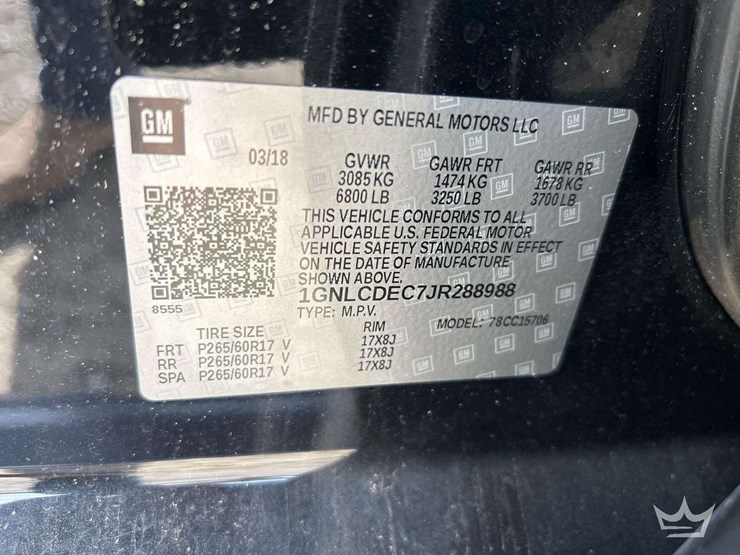 GM
MFD BY GENERAL MOTORS LLC
03/18
GVWR GAWR FRT GAWR RR
3085 KG 1474 KG 1678 KG
6800 LB 3250 LB 3700 LB
THIS VEHICLE CONFORMS TO ALL
APPLICABLE U.S. FEDERAL MOTOR
VEHICLE SAFETY STANDARDS IN EFFECT
ON THE DATE OF MANUFACTURE
SHOWN ABOVE.
1GNLCDEC7JR288988
8555
TYPE: M.P.V. MODEL: 78CC15706
TIRE SIZE RIM
FRT P265/60R17 V 17X8J
RR P265/60R17 V 17X8J
SPA P265/60R17 V 17X8J